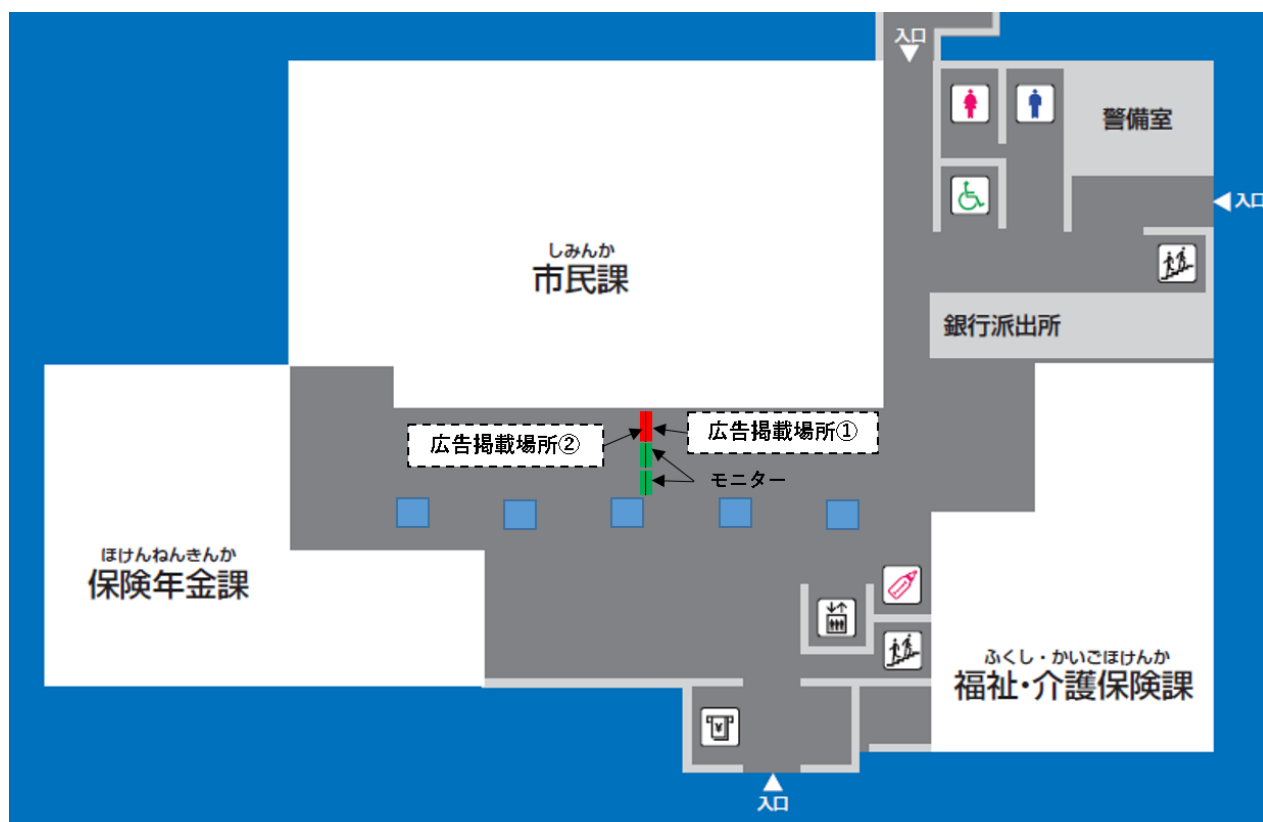 入口
警備室
入口
しみんか
市民課
銀行派出所
広告掲載場所②
広告掲載場所①
モニター
ほけんねんきんか
保険年金課
ふくし・かいごほけんか
福祉・介護保険課
¥
入口